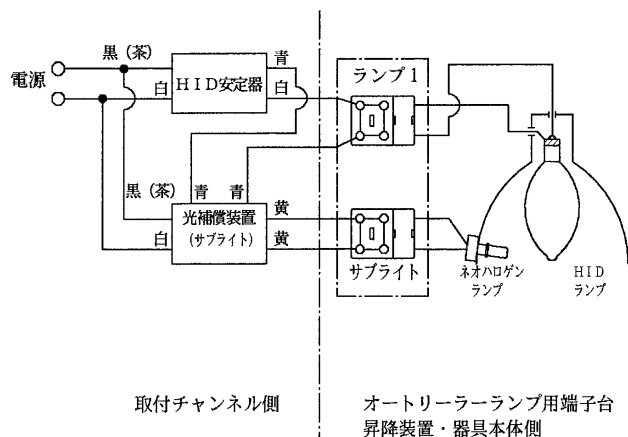 電源
黒（茶）
白
HID安定器
青
白
ランプ1
黒（茶）
青
青
白
光補償装置
（サブライト）
黄
黄
サブライト
ネオハロゲン
ランプ
HID
ランプ
取付チャンネル側
オートリーラーランプ用端子台
昇降装置・器具本体側